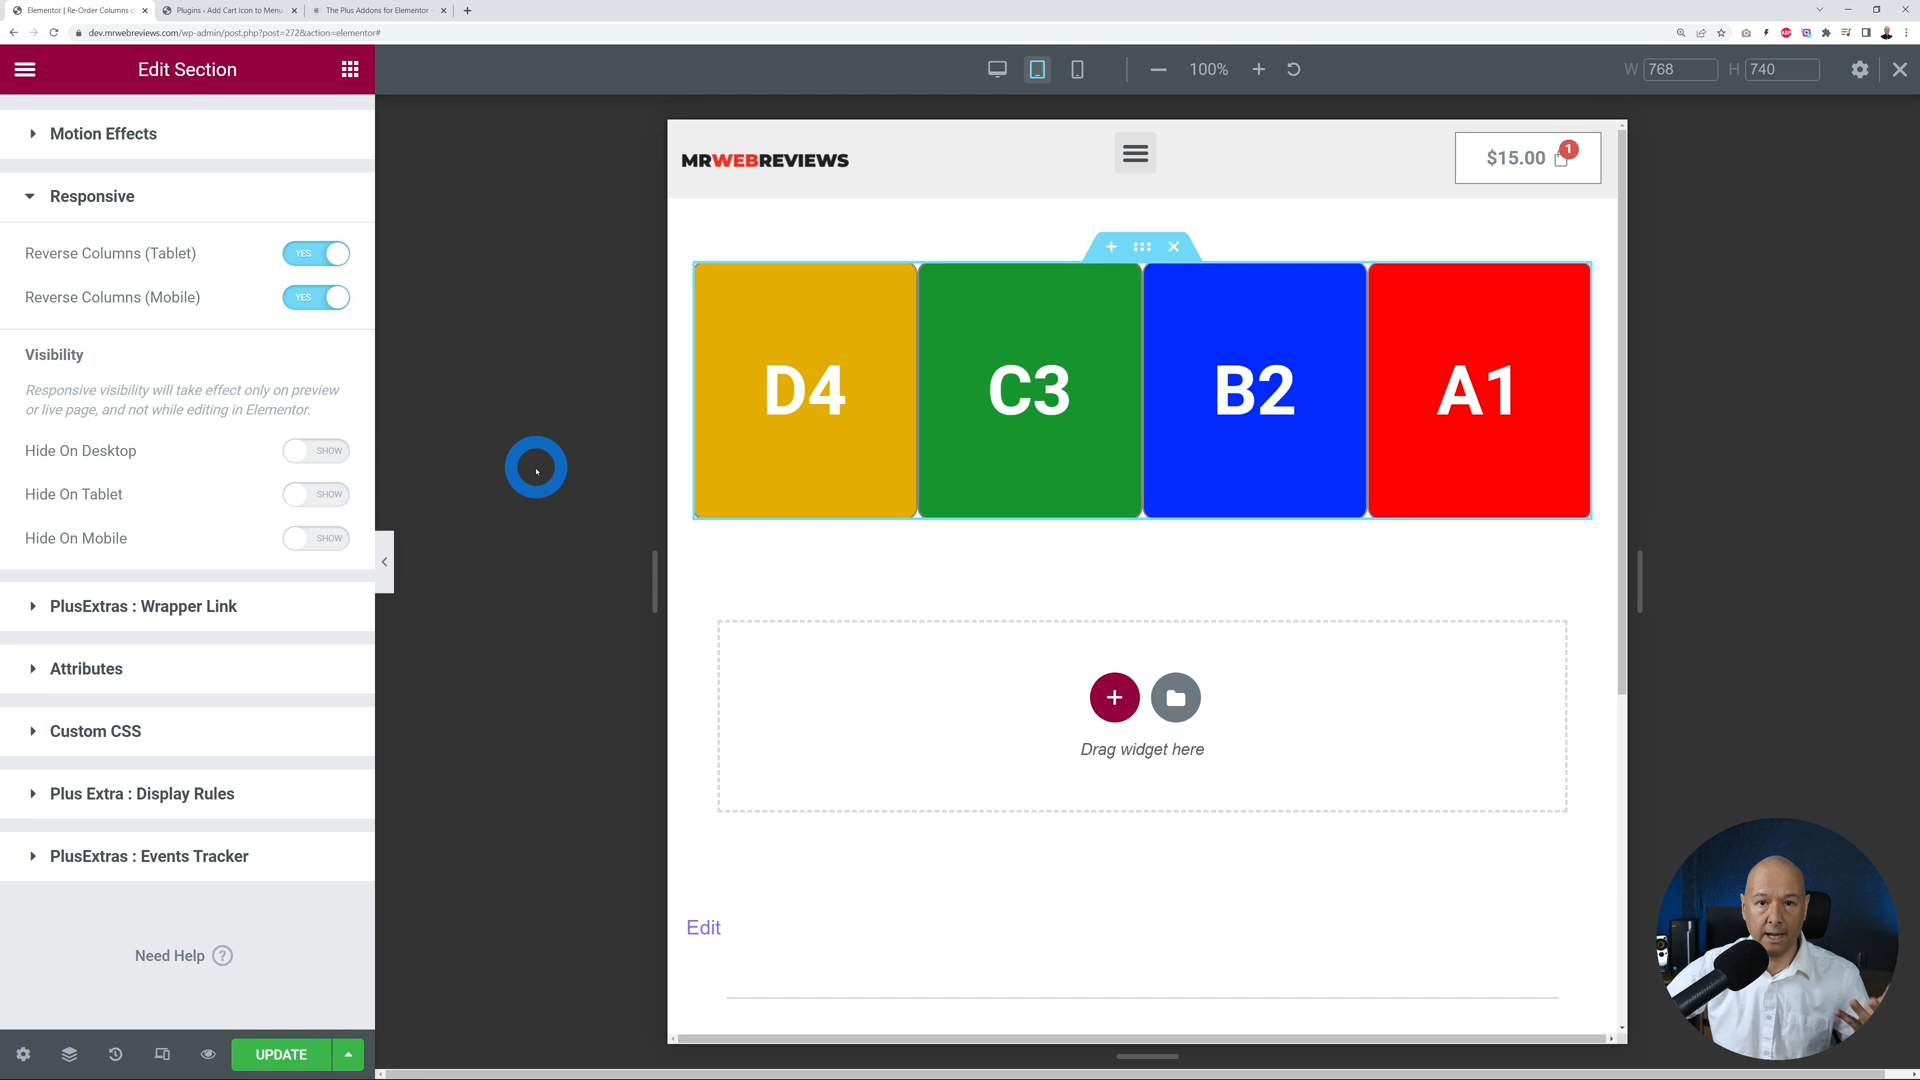 Elementor | Re-Order Columns o
Plugins ‹ Add Cart Icon to Menu
The Plus Addons for Elementor
dev.mrwebreviews.com/wp-admin/post.php?post=272&action=elementor#
Edit Section
100%
W 768
H 740
Motion Effects
Responsive
Reverse Columns (Tablet)
YES
Reverse Columns (Mobile)
YES
Visibility
Responsive visibility will take effect only on preview
or live page, and not while editing in Elementor.
Hide On Desktop
SHOW
Hide On Tablet
SHOW
Hide On Mobile
SHOW
PlusExtras : Wrapper Link
Attributes
Custom CSS
Plus Extra : Display Rules
PlusExtras : Events Tracker
Need Help ?
UPDATE
MRWEBREVIEWS
$15.00
1
D4
C3
B2
A1
Drag widget here
Edit